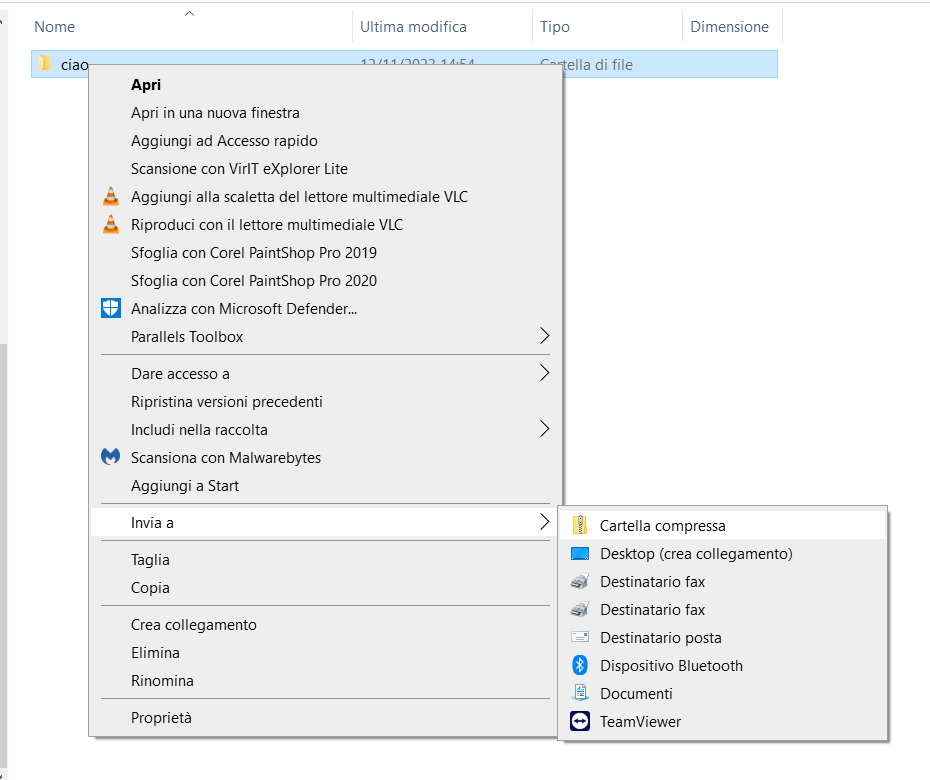 Nome Ultima modifica Tipo Dimensione
ciao 12/11/2023 14:54 Cartella di file
Apri
Apri in una nuova finestra
Aggiungi ad Accesso rapido
Scansione con VirIT eXplorer Lite
Aggiungi alla scaletta del lettore multimediale VLC
Riproduci con il lettore multimediale VLC
Sfoglia con Corel PaintShop Pro 2019
Sfoglia con Corel PaintShop Pro 2020
Analizza con Microsoft Defender...
Parallels Toolbox
Dare accesso a
Ripristina versioni precedenti
Includi nella raccolta
Scansiona con Malwarebytes
Aggiungi a Start
Invia a
Taglia
Copia
Crea collegamento
Elimina
Rinomina
Proprietà
Cartella compressa
Desktop (crea collegamento)
Destinatario fax
Destinatario fax
Destinatario posta
Dispositivo Bluetooth
Documenti
TeamViewer